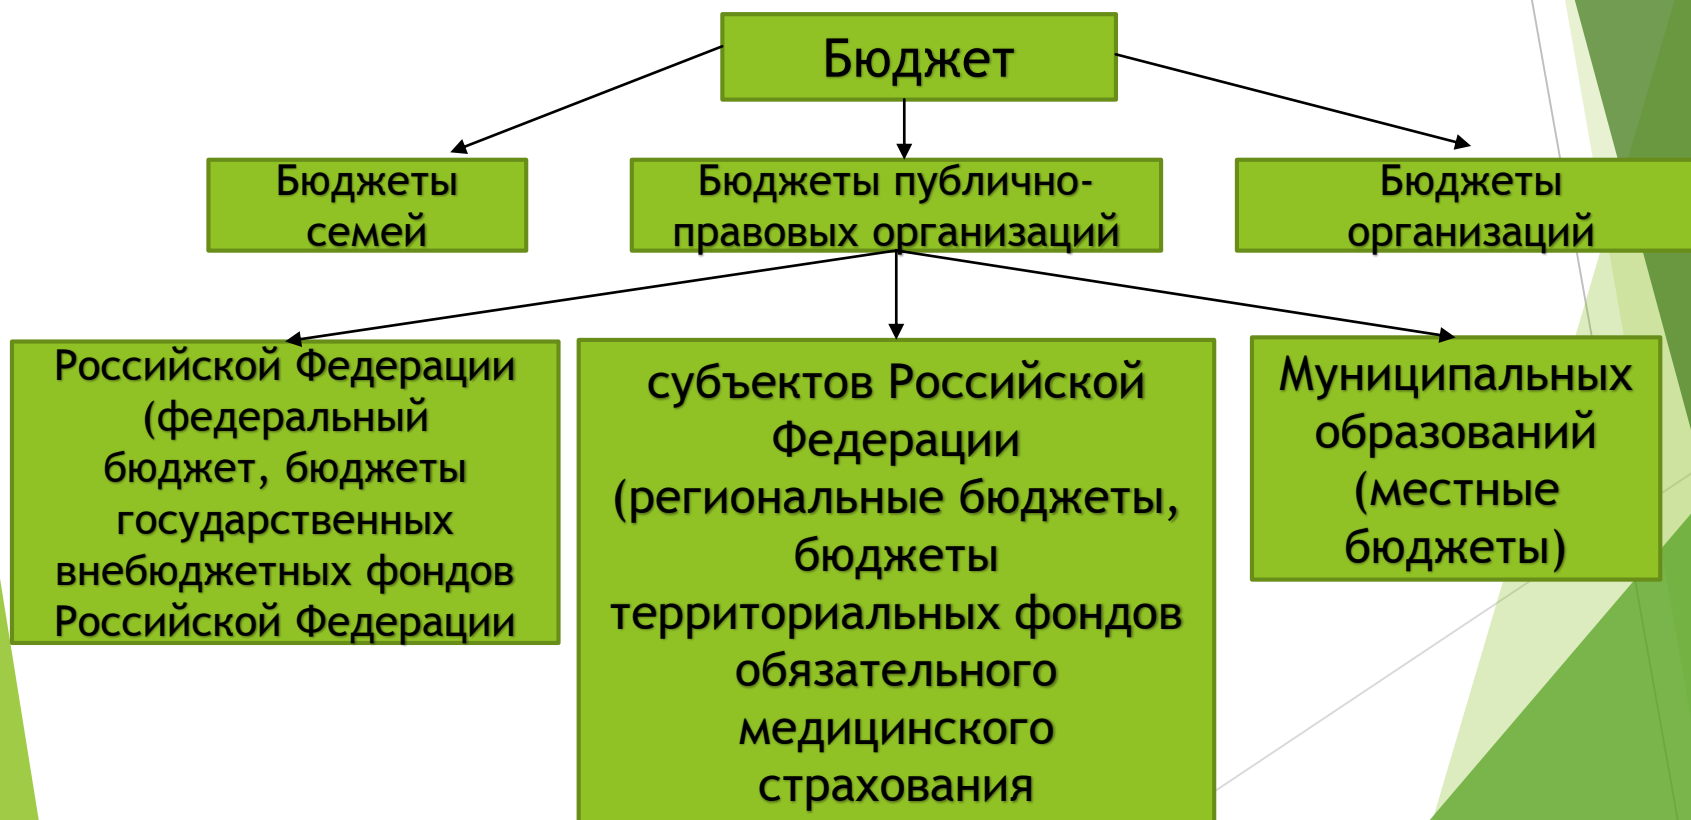 Бюджет
Бюджеты
семей
Бюджеты публично-
правовых организаций
Бюджеты
организаций
Российской Федерации
(федеральный
бюджет, бюджеты
государственных
внебюджетных фондов
Российской Федерации
субъектов Российской
Федерации
(региональные бюджеты,
бюджеты
территориальных фондов
обязательного
медицинского
страхования
Муниципальных
образований
(местные
бюджеты)